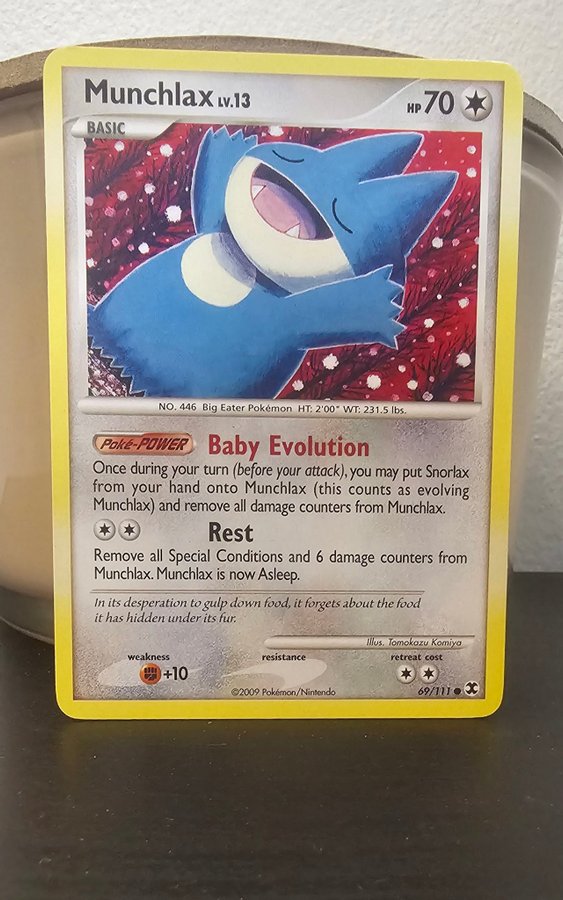 Munchlax LV.13
HP 70
BASIC
NO. 446 Big Eater Pokémon HT: 2'00" WT: 231.5 lbs.
Poké-POWER Baby Evolution
Once during your turn (before your attack), you may put Snorlax
from your hand onto Munchlax (this counts as evolving
Munchlax) and remove all damage counters from Munchlax.
Rest
Remove all Special Conditions and 6 damage counters from
Munchlax. Munchlax is now Asleep.
In its desperation to gulp down food, it forgets about the food
it has hidden under its fur.
Illus. Tomokazu Komiya
weakness resistance retreat cost
+10
©2009 Pokémon/Nintendo 69/111